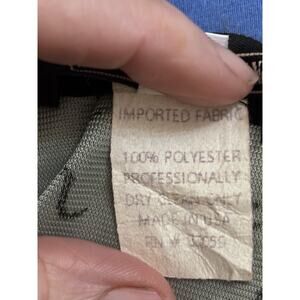 IMPORTED FABRIC
100% POLYESTER
PROFESSIONALLY
DRY CLEAN ONLY
MADE IN USA
RN #